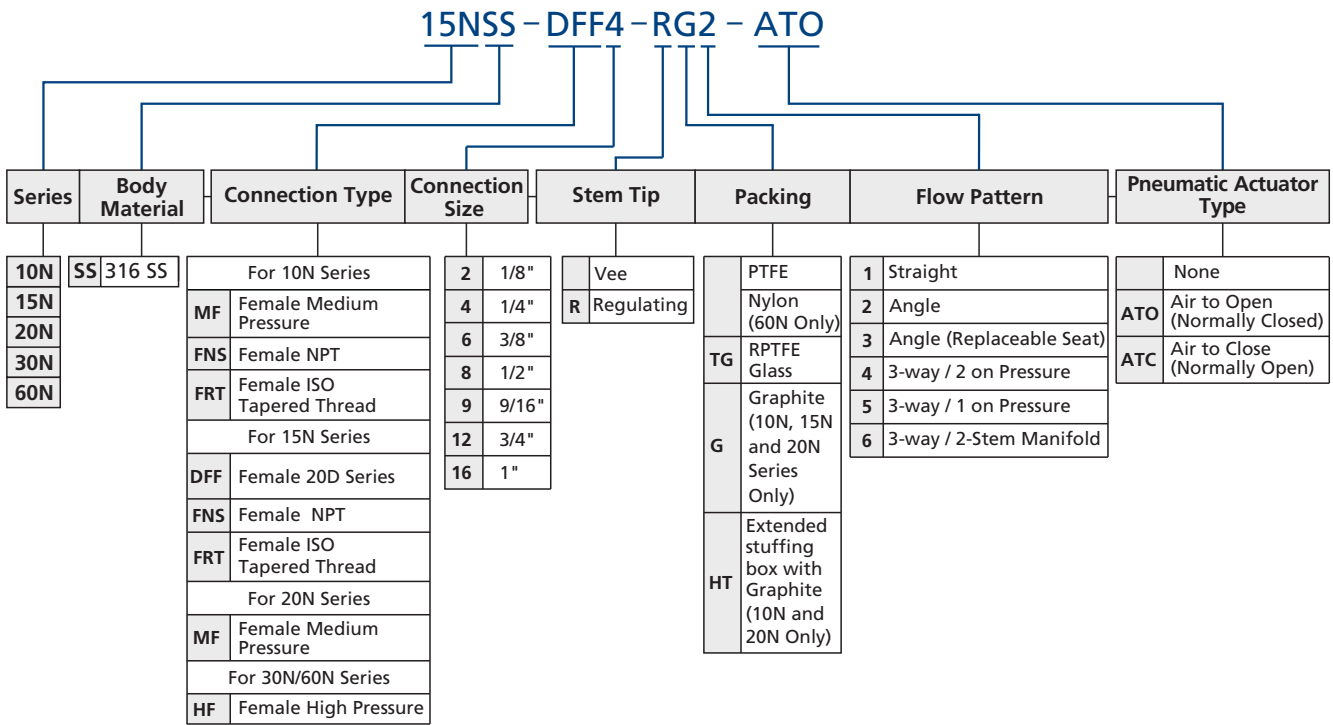 15NSS – DFF4 – RG2 – ATO
Series
Body
Material
Connection Type
Connection
Size
Stem Tip
Packing
Flow Pattern
Pneumatic Actuator
Type
10N
15N
20N
30N
60N
SS 316 SS
For 10N Series
MF Female Medium
Pressure
FNS Female NPT
FRT Female ISO
Tapered Thread
For 15N Series
DFF Female 20D Series
FNS Female NPT
FRT Female ISO
Tapered Thread
For 20N Series
MF Female Medium
Pressure
For 30N/60N Series
HF Female High Pressure
2 1/8"
4 1/4"
6 3/8"
8 1/2"
9 9/16"
12 3/4"
16 1"
Vee
R Regulating
PTFE
Nylon
(60N Only)
TG RPTFE
Glass
G Graphite
(10N, 15N
and 20N
Series
Only)
HT Extended
stuffing
box with
Graphite
(10N and
20N Only)
1 Straight
2 Angle
3 Angle (Replaceable Seat)
4 3-way / 2 on Pressure
5 3-way / 1 on Pressure
6 3-way / 2-Stem Manifold
None
ATO Air to Open
(Normally Closed)
ATC Air to Close
(Normally Open)